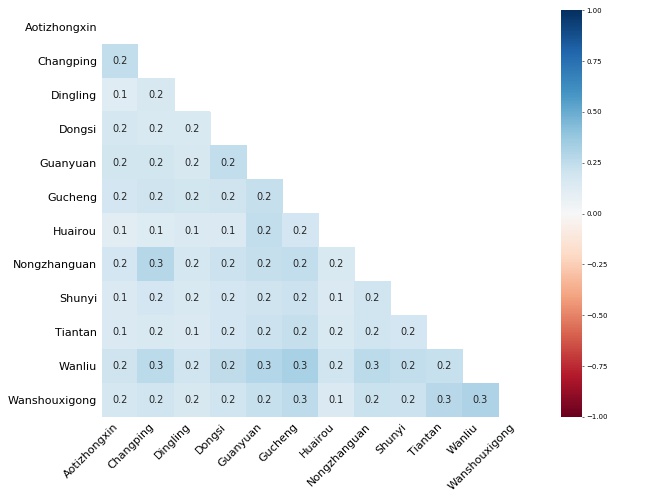 Aotizhongxin
Changping 0.2
Dingling 0.1 0.2
Dongsi 0.2 0.2 0.2
Guanyuan 0.2 0.2 0.2 0.2
Gucheng 0.2 0.2 0.2 0.2 0.2
Huairou 0.1 0.1 0.1 0.1 0.2 0.2
Nongzhanguan 0.2 0.3 0.2 0.2 0.2 0.2 0.2
Shunyi 0.1 0.2 0.2 0.2 0.2 0.2 0.1 0.2
Tiantan 0.1 0.2 0.1 0.2 0.2 0.2 0.2 0.2 0.2
Wanliu 0.2 0.3 0.2 0.2 0.3 0.3 0.2 0.3 0.2 0.2
Wanshouxigong 0.2 0.2 0.2 0.2 0.2 0.3 0.1 0.2 0.2 0.3 0.3
Aotizhongxin
Changping
Dingling
Dongsi
Guanyuan
Gucheng
Huairou
Nongzhanguan
Shunyi
Tiantan
Wanliu
Wanshouxigong
1.00
0.75
0.50
0.25
0.00
−0.25
−0.50
−0.75
−1.00